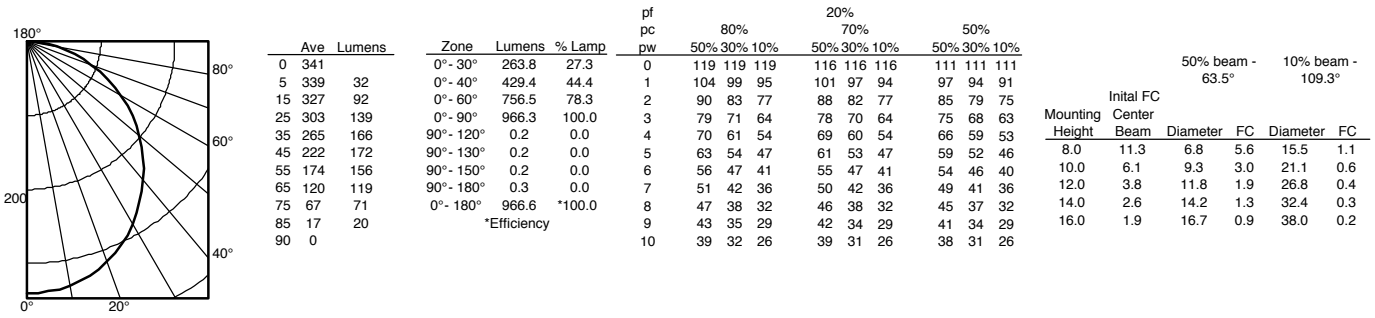 180°
80°
60°
40°
200
0°
20°
Ave Lumens
0 341
5 339 32
15 327 92
25 303 139
35 265 166
45 222 172
55 174 156
65 120 119
75 67 71
85 17 20
90 0
Zone Lumens % Lamp
0°- 30° 263.8 27.3
0°- 40° 429.4 44.4
0°- 60° 756.5 78.3
0°- 90° 966.3 100.0
90°- 120° 0.2 0.0
90°- 130° 0.2 0.0
90°- 150° 0.2 0.0
90°- 180° 0.3 0.0
0°- 180° 966.6 *100.0
*Efficiency
pf 20%
pc 80% 70% 50%
pw 50% 30% 10% 50% 30% 10% 50% 30% 10%
0 119 119 119 116 116 116 111 111 111
1 104 99 95 101 97 94 97 94 91
2 90 83 77 88 82 77 85 79 75
3 79 71 64 78 70 64 75 68 63
4 70 61 54 69 60 54 66 59 53
5 63 54 47 61 53 47 59 52 46
6 56 47 41 55 47 41 54 46 40
7 51 42 36 50 42 36 49 41 36
8 47 38 32 46 38 32 45 37 32
9 43 35 29 42 34 29 41 34 29
10 39 32 26 39 31 26 38 31 26
50% beam - 10% beam -
63.5° 109.3°
Inital FC
Mounting Center
Height Beam Diameter FC Diameter FC
8.0 11.3 6.8 5.6 15.5 1.1
10.0 6.1 9.3 3.0 21.1 0.6
12.0 3.8 11.8 1.9 26.8 0.4
14.0 2.6 14.2 1.3 32.4 0.3
16.0 1.9 16.7 0.9 38.0 0.2